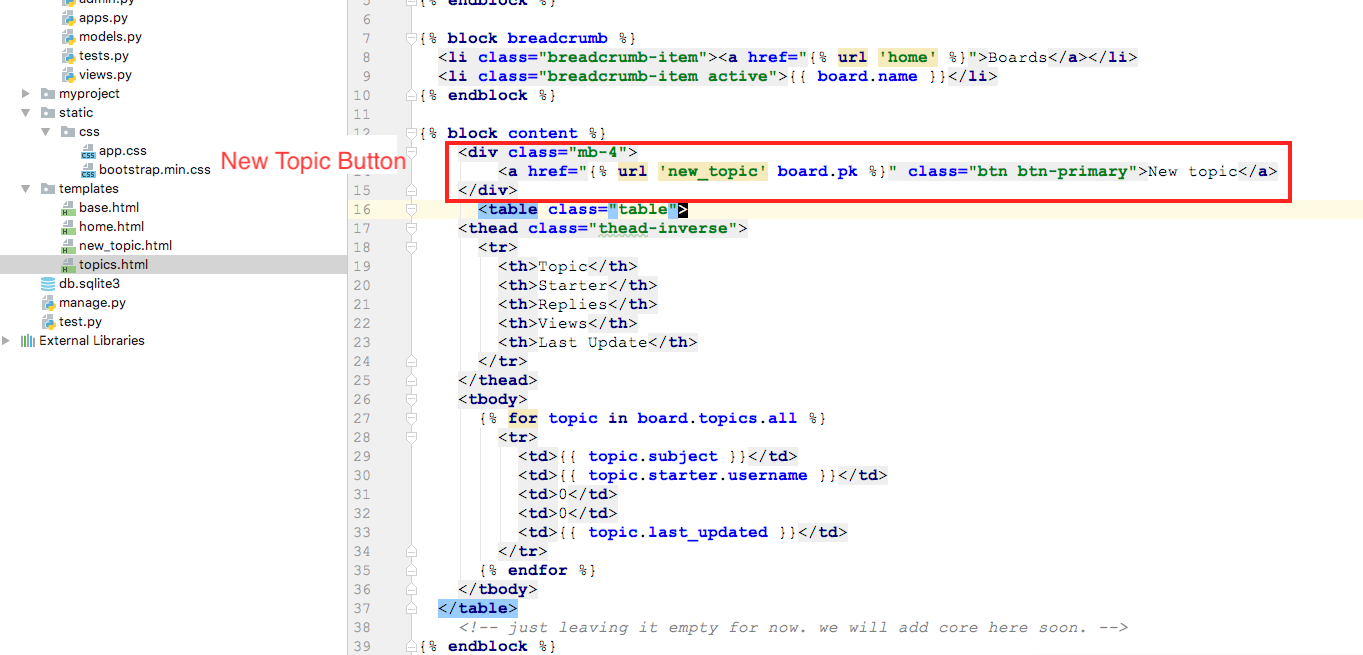 admin.py
apps.py
models.py
tests.py
views.py
myproject
static
css
app.css
bootstrap.min.css
templates
base.html
home.html
new_topic.html
topics.html
db.sqlite3
manage.py
test.py
External Libraries
New Topic Button
5 {% endblock %}
6
7 {% block breadcrumb %}
8 <li class="breadcrumb-item"><a href="{% url 'home' %}">Boards</a></li>
9 <li class="breadcrumb-item active">{{ board.name }}</li>
10 {% endblock %}
11
12 {% block content %}
<div class="mb-4">
<a href="{% url 'new_topic' board.pk %}" class="btn btn-primary">New topic</a>
15 </div>
16 <table class="table">
17 <thead class="thead-inverse">
18 <tr>
19 <th>Topic</th>
20 <th>Starter</th>
21 <th>Replies</th>
22 <th>Views</th>
23 <th>Last Update</th>
24 </tr>
25 </thead>
26 <tbody>
27 {% for topic in board.topics.all %}
28 <tr>
29 <td>{{ topic.subject }}</td>
30 <td>{{ topic.starter.username }}</td>
31 <td>0</td>
32 <td>0</td>
33 <td>{{ topic.last_updated }}</td>
34 </tr>
35 {% endfor %}
36 </tbody>
37 </table>
38 <!-- just leaving it empty for now. we will add core here soon. -->
39 {% endblock %}